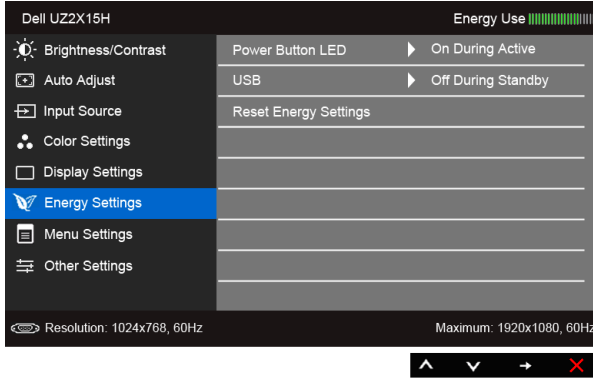 Dell UZ2X15H Energy Use
Brightness/Contrast Power Button LED On During Active
Auto Adjust USB Off During Standby
Input Source Reset Energy Settings
Color Settings
Display Settings
Energy Settings
Menu Settings
Other Settings
Resolution: 1024x768, 60Hz Maximum: 1920x1080, 60Hz